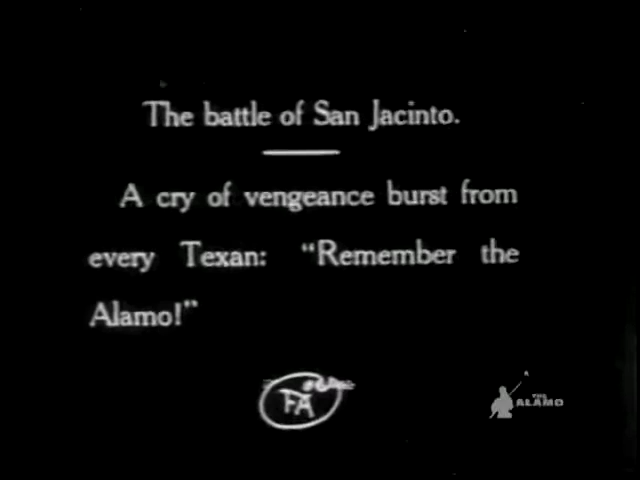 The battle of San Jacinto.
A cry of vengeance burst from
every Texan: "Remember the
Alamo!"
FA
THE
ALAMO